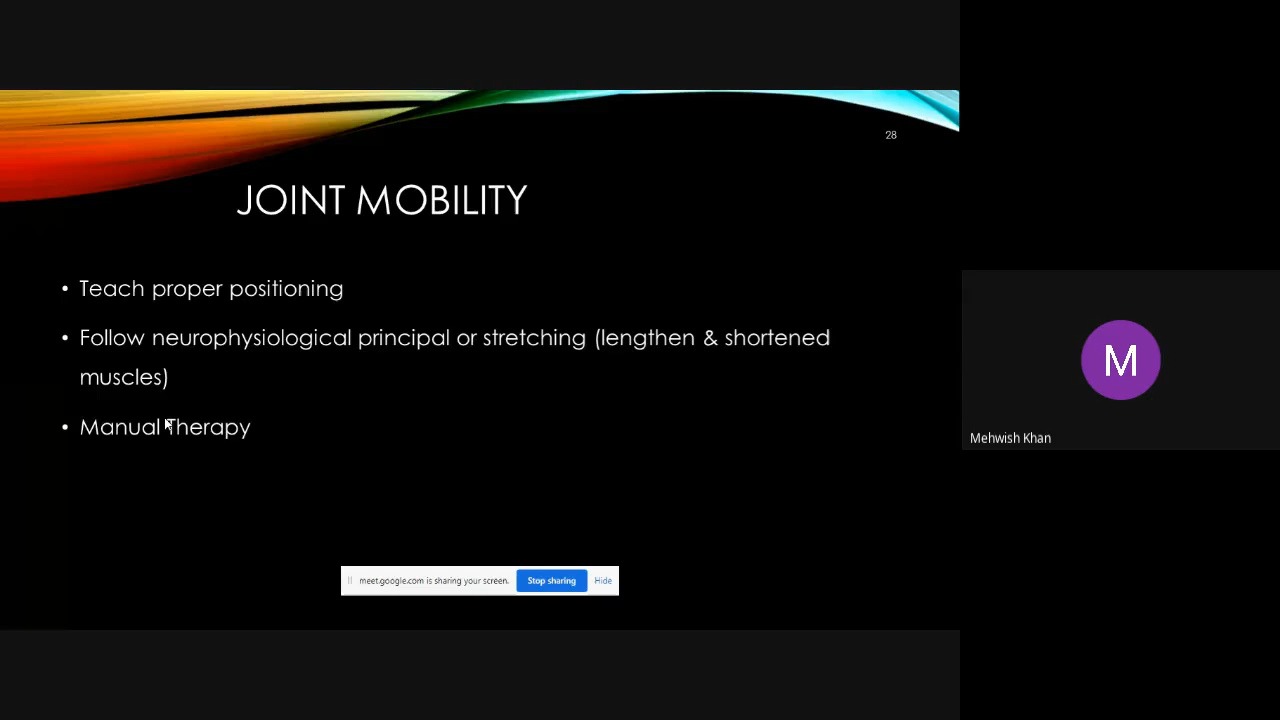 28
JOINT MOBILITY
• Teach proper positioning
• Follow neurophysiological principal or stretching (lengthen & shortened
muscles)
• Manual Therapy
M
Mehwish Khan
meet.google.com is sharing your screen. Stop sharing Hide